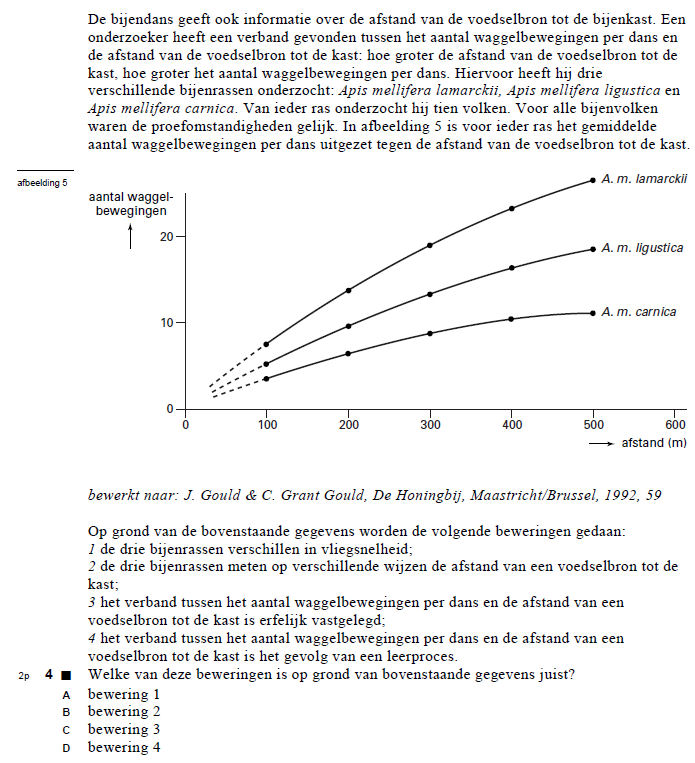 De bijendans geeft ook informatie over de afstand van de voedselbron tot de bijenkast. Een
onderzoeker heeft een verband gevonden tussen het aantal waggelbewegingen per dans en
de afstand van de voedselbron tot de kast: hoe groter de afstand van de voedselbron tot de
kast, hoe groter het aantal waggelbewegingen per dans. Hiervoor heeft hij drie
verschillende bijenrassen onderzocht: Apis mellifera lamarckii, Apis mellifera ligustica en
Apis mellifera carnica. Van ieder ras onderzocht hij tien volken. Voor alle bijenvolken
waren de proefomstandigheden gelijk. In afbeelding 5 is voor ieder ras het gemiddelde
aantal waggelbewegingen per dans uitgezet tegen de afstand van de voedselbron tot de kast.
afbeelding 5
aantal waggel-
bewegingen
20
10
0
A. m. lamarckii
A. m. ligustica
A. m. carnica
0 100 200 300 400 500 600
afstand (m)
bewerkt naar: J. Gould & C. Grant Gould, De Honingbij, Maastricht/Brussel, 1992, 59
Op grond van de bovenstaande gegevens worden de volgende beweringen gedaan:
1 de drie bijenrassen verschillen in vliegsnelheid;
2 de drie bijenrassen meten op verschillende wijzen de afstand van een voedselbron tot de
kast;
3 het verband tussen het aantal waggelbewegingen per dans en de afstand van een
voedselbron tot de kast is erfelijk vastgelegd;
4 het verband tussen het aantal waggelbewegingen per dans en de afstand van een
voedselbron tot de kast is het gevolg van een leerproces.
2p 4 ■ Welke van deze beweringen is op grond van bovenstaande gegevens juist?
A bewering 1
B bewering 2
C bewering 3
D bewering 4